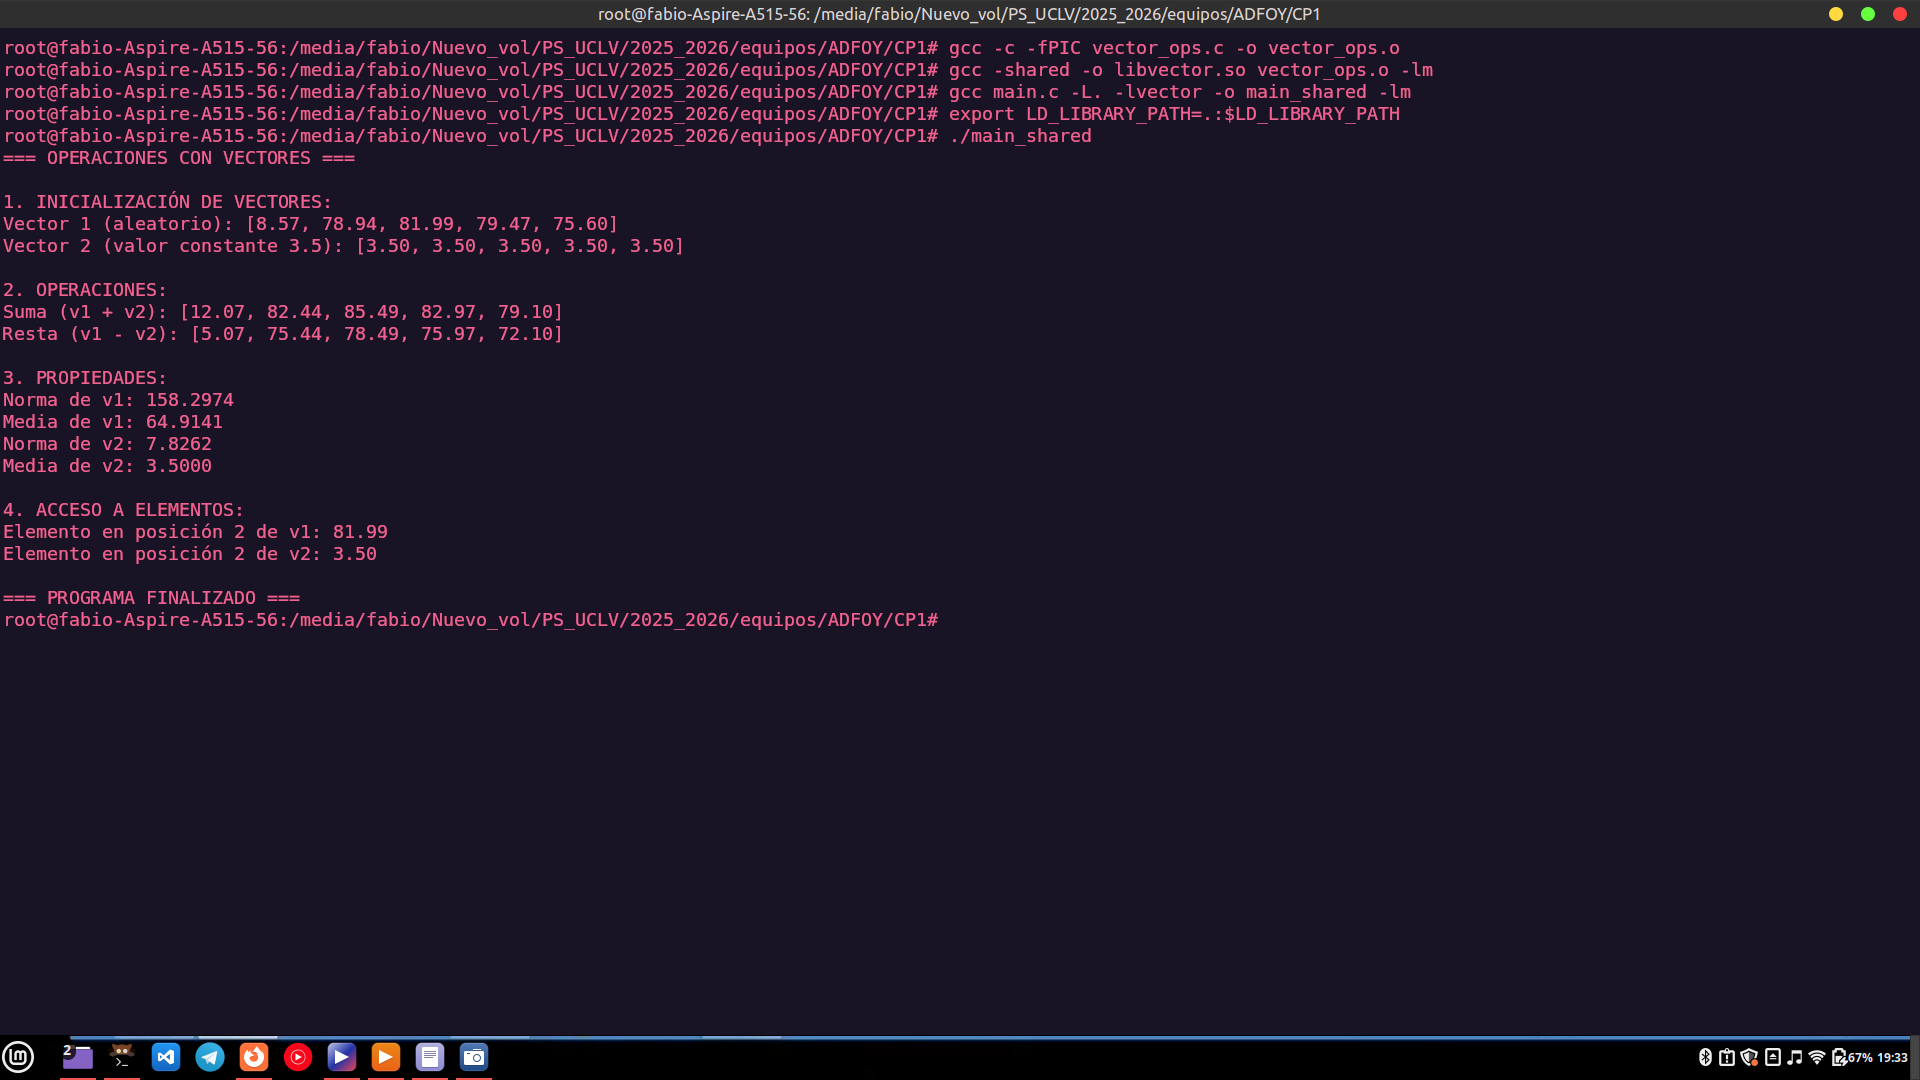 root@fabio-Aspire-A515-56: /media/fabio/Nuevo_vol/PS_UCLV/2025_2026/equipos/ADFOY/CP1
root@fabio-Aspire-A515-56:/media/fabio/Nuevo_vol/PS_UCLV/2025_2026/equipos/ADFOY/CP1# gcc -c -fPIC vector_ops.c -o vector_ops.o
root@fabio-Aspire-A515-56:/media/fabio/Nuevo_vol/PS_UCLV/2025_2026/equipos/ADFOY/CP1# gcc -shared -o libvector.so vector_ops.o -lm
root@fabio-Aspire-A515-56:/media/fabio/Nuevo_vol/PS_UCLV/2025_2026/equipos/ADFOY/CP1# gcc main.c -L. -lvector -o main_shared -lm
root@fabio-Aspire-A515-56:/media/fabio/Nuevo_vol/PS_UCLV/2025_2026/equipos/ADFOY/CP1# export LD_LIBRARY_PATH=.:$LD_LIBRARY_PATH
root@fabio-Aspire-A515-56:/media/fabio/Nuevo_vol/PS_UCLV/2025_2026/equipos/ADFOY/CP1# ./main_shared
=== OPERACIONES CON VECTORES ===
1. INICIALIZACIÓN DE VECTORES:
Vector 1 (aleatorio): [8.57, 78.94, 81.99, 79.47, 75.60]
Vector 2 (valor constante 3.5): [3.50, 3.50, 3.50, 3.50, 3.50]
2. OPERACIONES:
Suma (v1 + v2): [12.07, 82.44, 85.49, 82.97, 79.10]
Resta (v1 - v2): [5.07, 75.44, 78.49, 75.97, 72.10]
3. PROPIEDADES:
Norma de v1: 158.2974
Media de v1: 64.9141
Norma de v2: 7.8262
Media de v2: 3.5000
4. ACCESO A ELEMENTOS:
Elemento en posición 2 de v1: 81.99
Elemento en posición 2 de v2: 3.50
=== PROGRAMA FINALIZADO ===
root@fabio-Aspire-A515-56:/media/fabio/Nuevo_vol/PS_UCLV/2025_2026/equipos/ADFOY/CP1#
2
67% 19:33